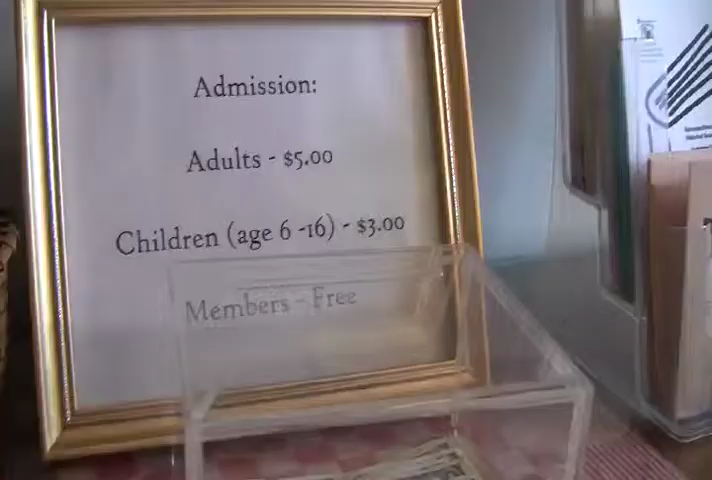 Admission:
Adults - $5.00
Children (age 6 -16) - $3.00
Members - Free